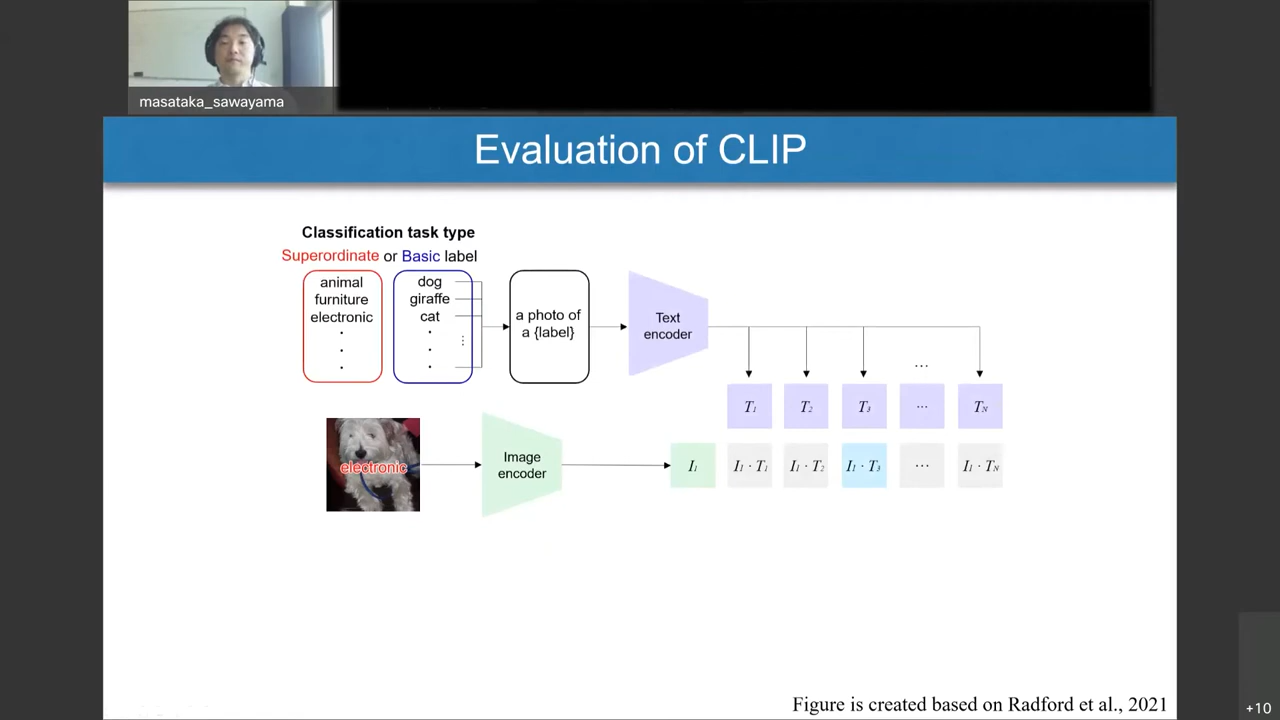 masataka_sawayama
Evaluation of CLIP
Classification task type
Superordinate or Basic label
animal
furniture
electronic
.
.
.
dog
giraffe
cat
.
.
.
⋮
a photo of
a {label}
Text
encoder
...
T₁
T₂
T₃
...
T_N
electronic
Image
encoder
I₁
I₁ · T₁
I₁ · T₂
I₁ · T₃
...
I₁ · T_N
Figure is created based on Radford et al., 2021
+10